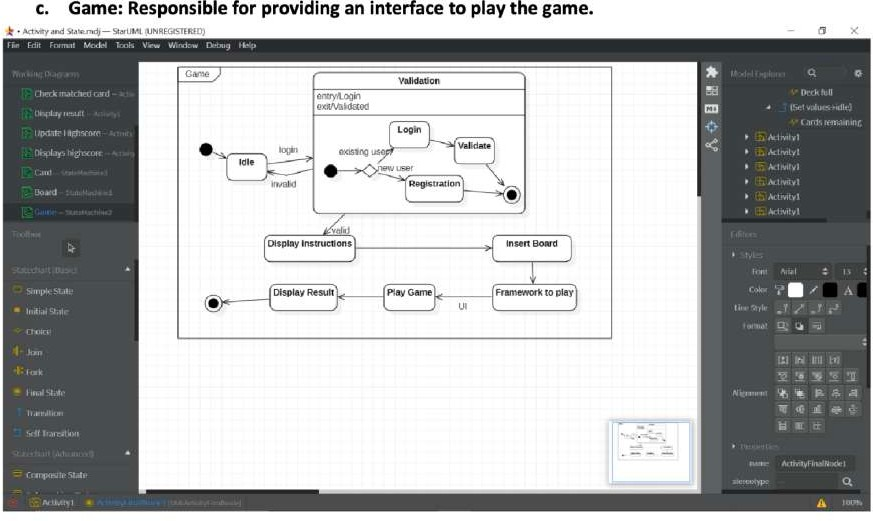 c. Game: Responsible for providing an interface to play the game.
Activity and State.mdj — StarUML (UNREGISTERED)
File Edit Format Model Tools View Window Debug Help
Working Diagrams
Check matched card
Display result — Activity1
Update Highscore — Activity
Displays highscore — Activity
Card — StateMachine1
Board — StateMachine2
Game — StateMachine3
Toolbox
Statechart (Basic)
Simple State
Initial State
Choice
Join
Fork
Final State
Transition
Self Transition
Statechart (Advanced)
Composite State
Game
Validation
entry/Login
exit/Validated
Login
existing user
Validate
new user
Registration
login
Idle
invalid
valid
Display Instructions
Insert Board
Display Result
Play Game
UI
Framework to play
Model Explorer
Deck full
(Set values→Idle)
Cards remaining
Activity1
Activity1
Activity1
Activity1
Activity1
Activity1
Editors
Styles
Font Arial 13
Color A
Line Style
Format
Alignment
Properties
name ActivityFinalNode1
stereotype
Activity1
100%